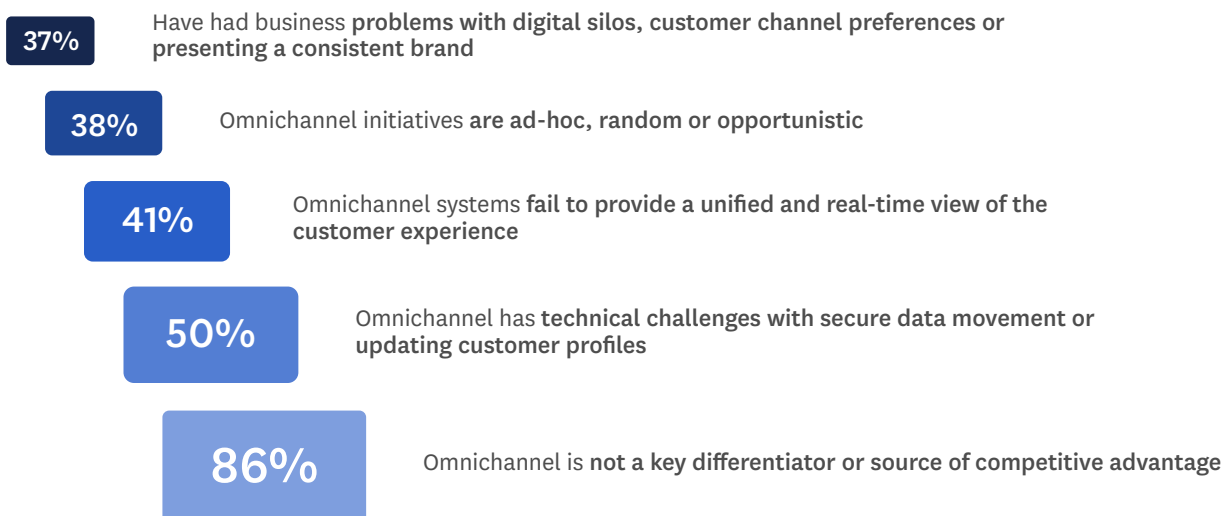 37%
Have had business problems with digital silos, customer channel preferences or
presenting a consistent brand
38%
Omnichannel initiatives are ad-hoc, random or opportunistic
41%
Omnichannel systems fail to provide a unified and real-time view of the
customer experience
50%
Omnichannel has technical challenges with secure data movement or
updating customer profiles
86%
Omnichannel is not a key differentiator or source of competitive advantage